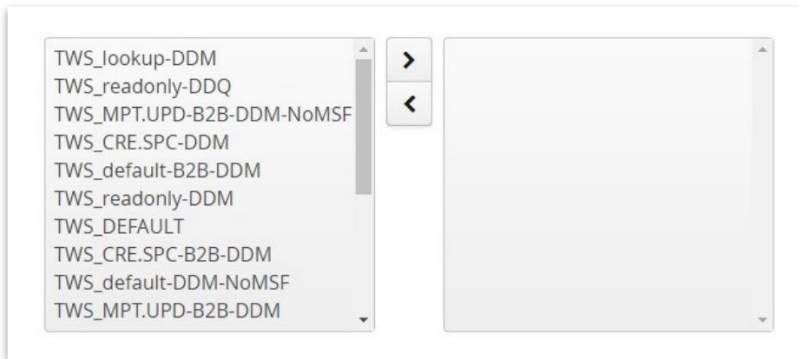 TWS_lookup-DDM
TWS_readonly-DDQ
TWS_MPT.UPD-B2B-DDM-NoMSF
TWS_CRE.SPC-DDM
TWS_default-B2B-DDM
TWS_readonly-DDM
TWS_DEFAULT
TWS_CRE.SPC-B2B-DDM
TWS_default-DDM-NoMSF
TWS_MPT.UPD-B2B-DDM